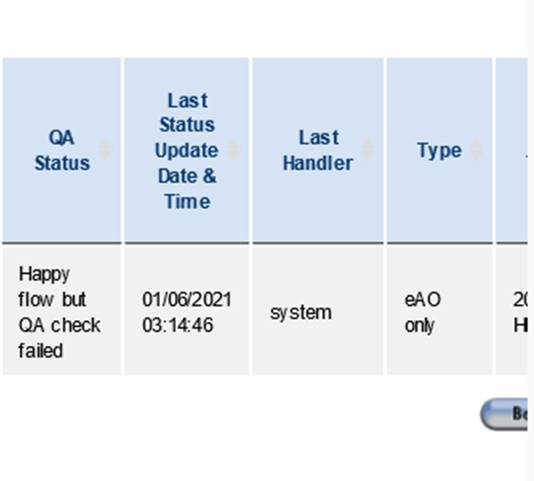 QA
Status
Last
Status
Update
Date &
Time
Last
Handler
Type
Happy
flow but
QA check
failed
01/06/2021
03:14:46
system
eAO
only